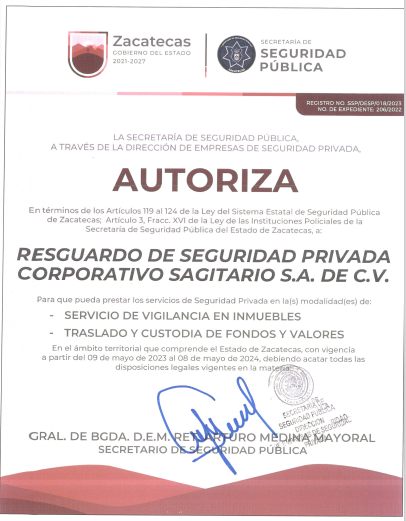 Zacatecas
GOBIERNO DEL ESTADO
2021-2027
SECRETARÍA DE
SEGURIDAD
PÚBLICA
REGISTRO NO. SSP/DESP/018/2023
NO. DE EXPEDIENTE: 206/2022
LA SECRETARÍA DE SEGURIDAD PÚBLICA,
A TRAVÉS DE LA DIRECCIÓN DE EMPRESAS DE SEGURIDAD PRIVADA,
AUTORIZA
En términos de los Artículos 119 al 124 de la Ley del Sistema Estatal de Seguridad Pública
de Zacatecas; Artículo 3, Fracc. XVI de la Ley de las Instituciones Policiales de la
Secretaría de Seguridad Pública del Estado de Zacatecas, a:
RESGUARDO DE SEGURIDAD PRIVADA
CORPORATIVO SAGITARIO S.A. DE C.V.
Para que pueda prestar los servicios de Seguridad Privada en la(s) modalidad(es) de:
- SERVICIO DE VIGILANCIA EN INMUEBLES
- TRASLADO Y CUSTODIA DE FONDOS Y VALORES
En el ámbito territorial que comprende el Estado de Zacatecas, con vigencia
a partir del 09 de mayo de 2023 al 08 de mayo de 2024, debiendo acatar todas las
disposiciones legales vigentes en la materia.
SECRETARÍA DE
SEGURIDAD PÚBLICA
DIRECCIÓN
SEGURIDAD
PRIVADA
GRAL. DE BGDA. D.E.M. REY ARTURO MEDINA MAYORAL
SECRETARIO DE SEGURIDAD PÚBLICA